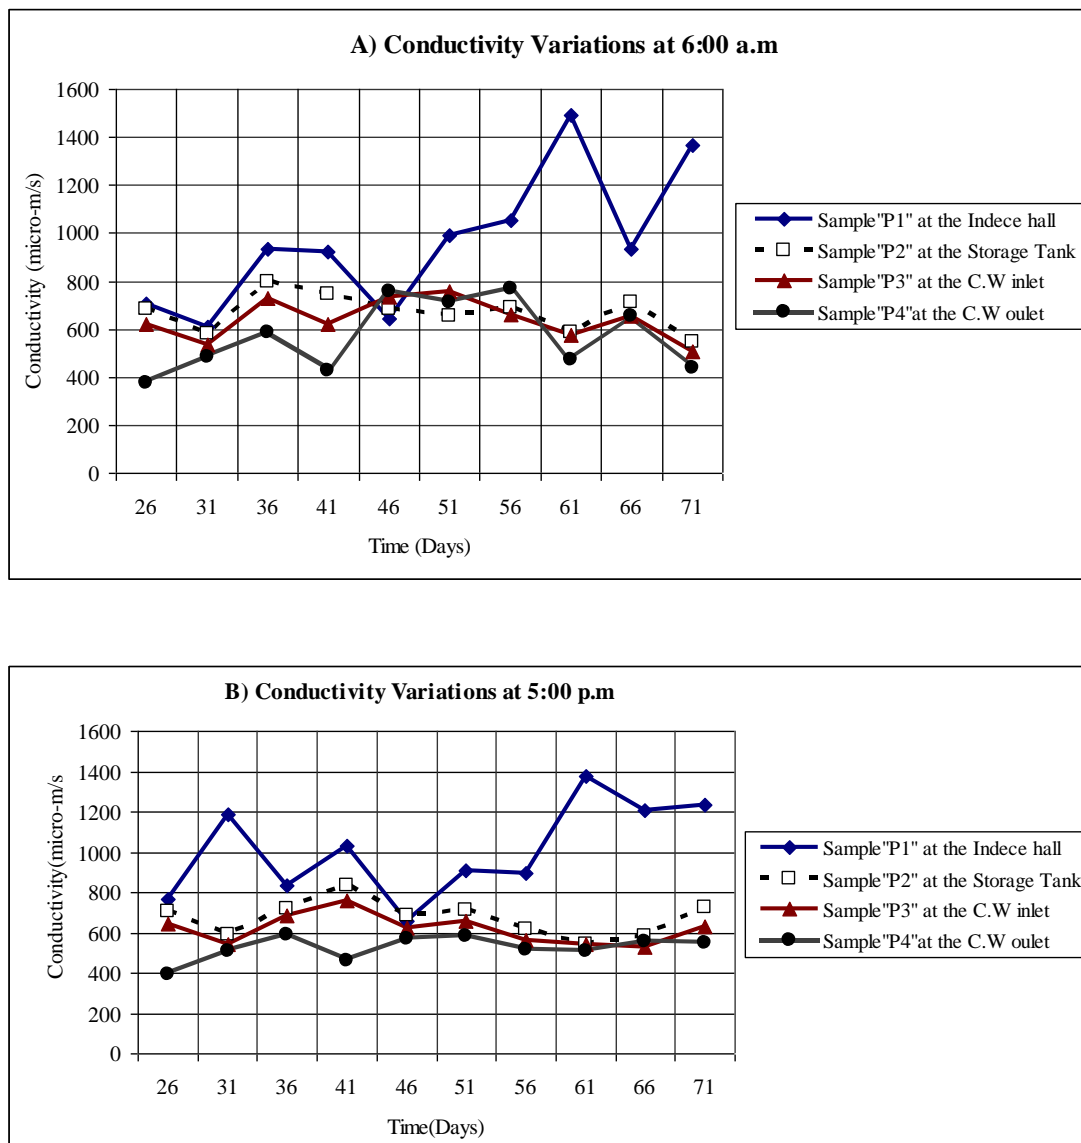 A) Conductivity Variations at 6:00 a.m
1600
1400
1200
1000
800
600
400
200
0
Conductivity (micro-m/s)
26 31 36 41 46 51 56 61 66 71
Time (Days)
Sample"P1" at the Indece hall
Sample"P2" at the Storage Tank
Sample"P3" at the C.W inlet
Sample"P4"at the C.W oulet
B) Conductivity Variations at 5:00 p.m
1600
1400
1200
1000
800
600
400
200
0
Conductivity(micro-m/s
26 31 36 41 46 51 56 61 66 71
Time(Days)
Sample"P1" at the Indece hall
Sample"P2" at the Storage Tank
Sample"P3" at the C.W inlet
Sample"P4"at the C.W oulet